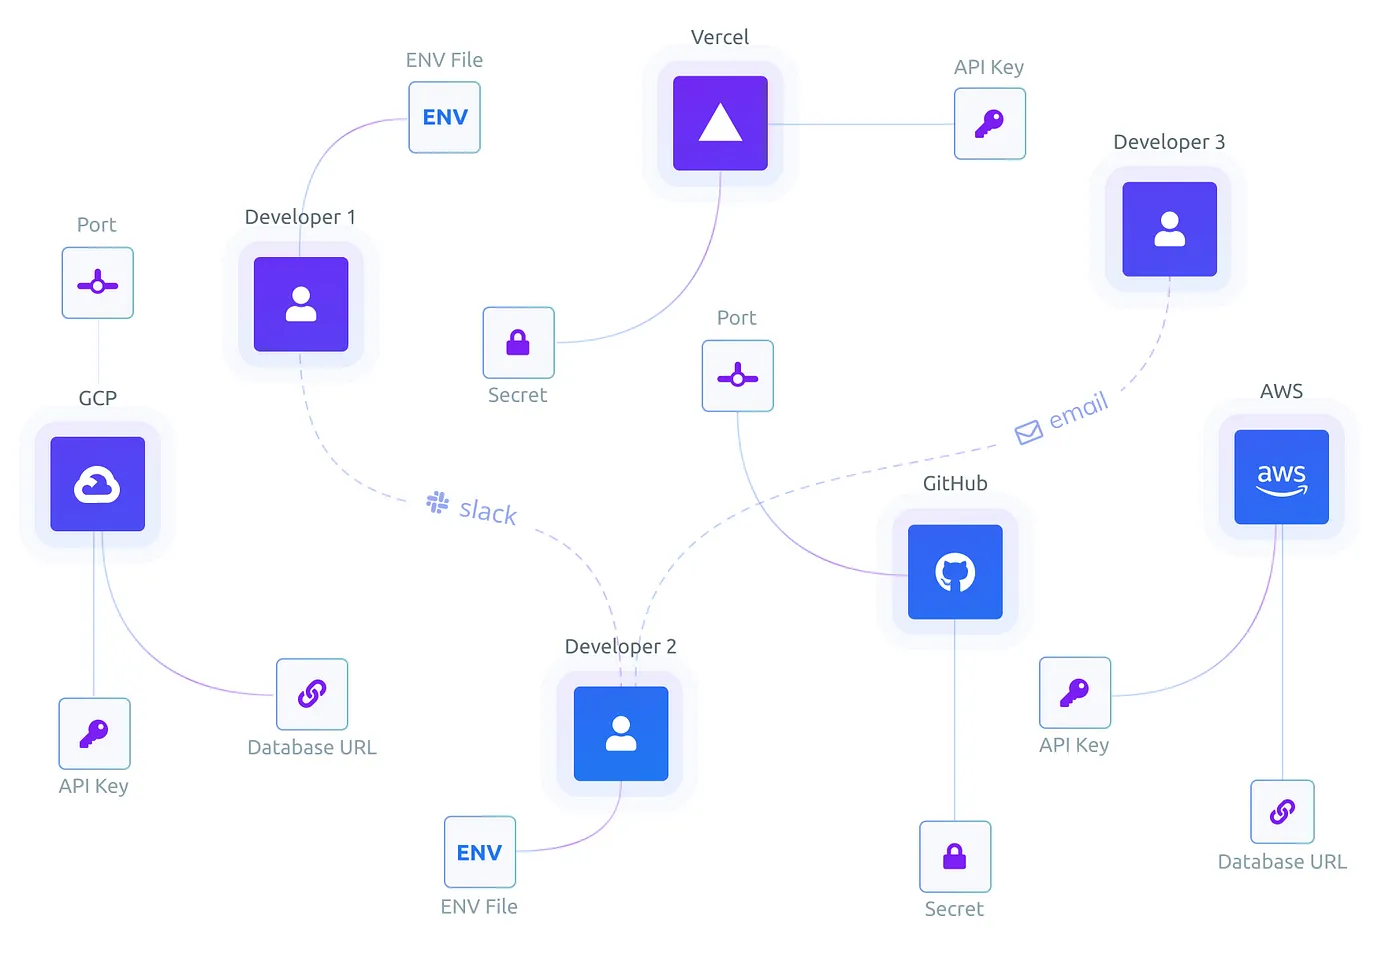 Vercel
ENV File
ENV
API Key
Developer 3
Developer 1
Port
Port
Secret
AWS
aws
GCP
email
GitHub
slack
Developer 2
Database URL
API Key
API Key
ENV
Database URL
ENV File
Secret